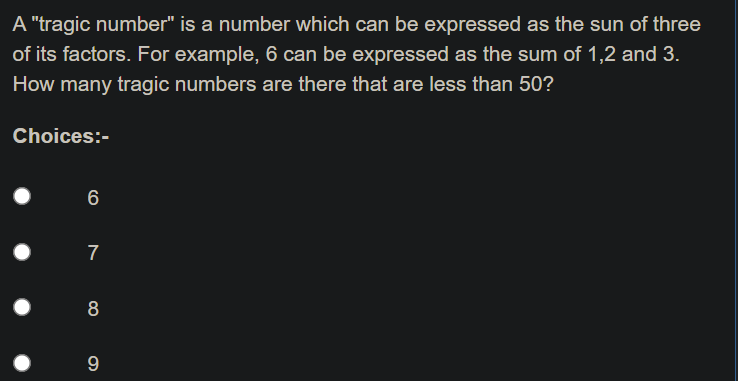 A "tragic number" is a number which can be expressed as the sun of three
of its factors. For example, 6 can be expressed as the sum of 1,2 and 3.
How many tragic numbers are there that are less than 50?
Choices:-
6
7
8
9